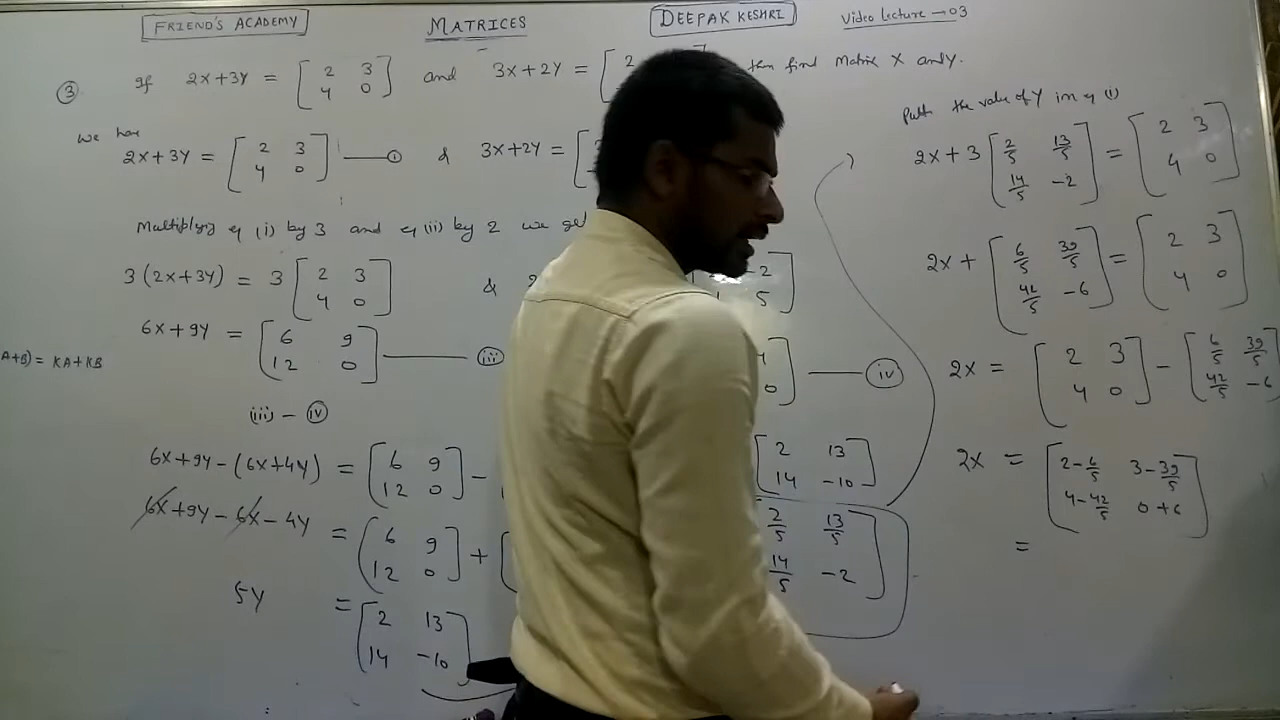 FRIEND'S ACADEMY MATRICES DEEPAK KESHRI Video Lecture → 03
③ If 2X+3Y = [2 3 and 3X+2Y = [2 then find Matrix X and Y.
4 0]
We have
2X+3Y = [2 3 —① & 3X+2Y =
4 0]
Multiplying eq (i) by 3 and eq (ii) by 2 we get
3(2X+3Y) = 3 [2 3 & -2
4 0] 5]
6X+9Y = [6 9 —(iii)
12 0] 0] —(iv)
A+B) = KA+KB
(iii) - (iv)
6X+9Y-(6X+4Y) = [6 9 - [2 13
12 0] 14 -10]
6X+9Y-6X-4Y = [6 9 + 2/5 13/5
12 0] 14/5 -2]
5Y = [2 13
14 -10]
Putt the value of Y in eq (i)
2X+3 [2/5 13/5 = [2 3
14/5 -2] 4 0]
2X+ [6/5 39/5 = [2 3
42/5 -6] 4 0]
2X = [2 3 - [6/5 39/5
4 0] 42/5 -6
2X = [2-6/5 3-39/5
4-42/5 0+6]
=